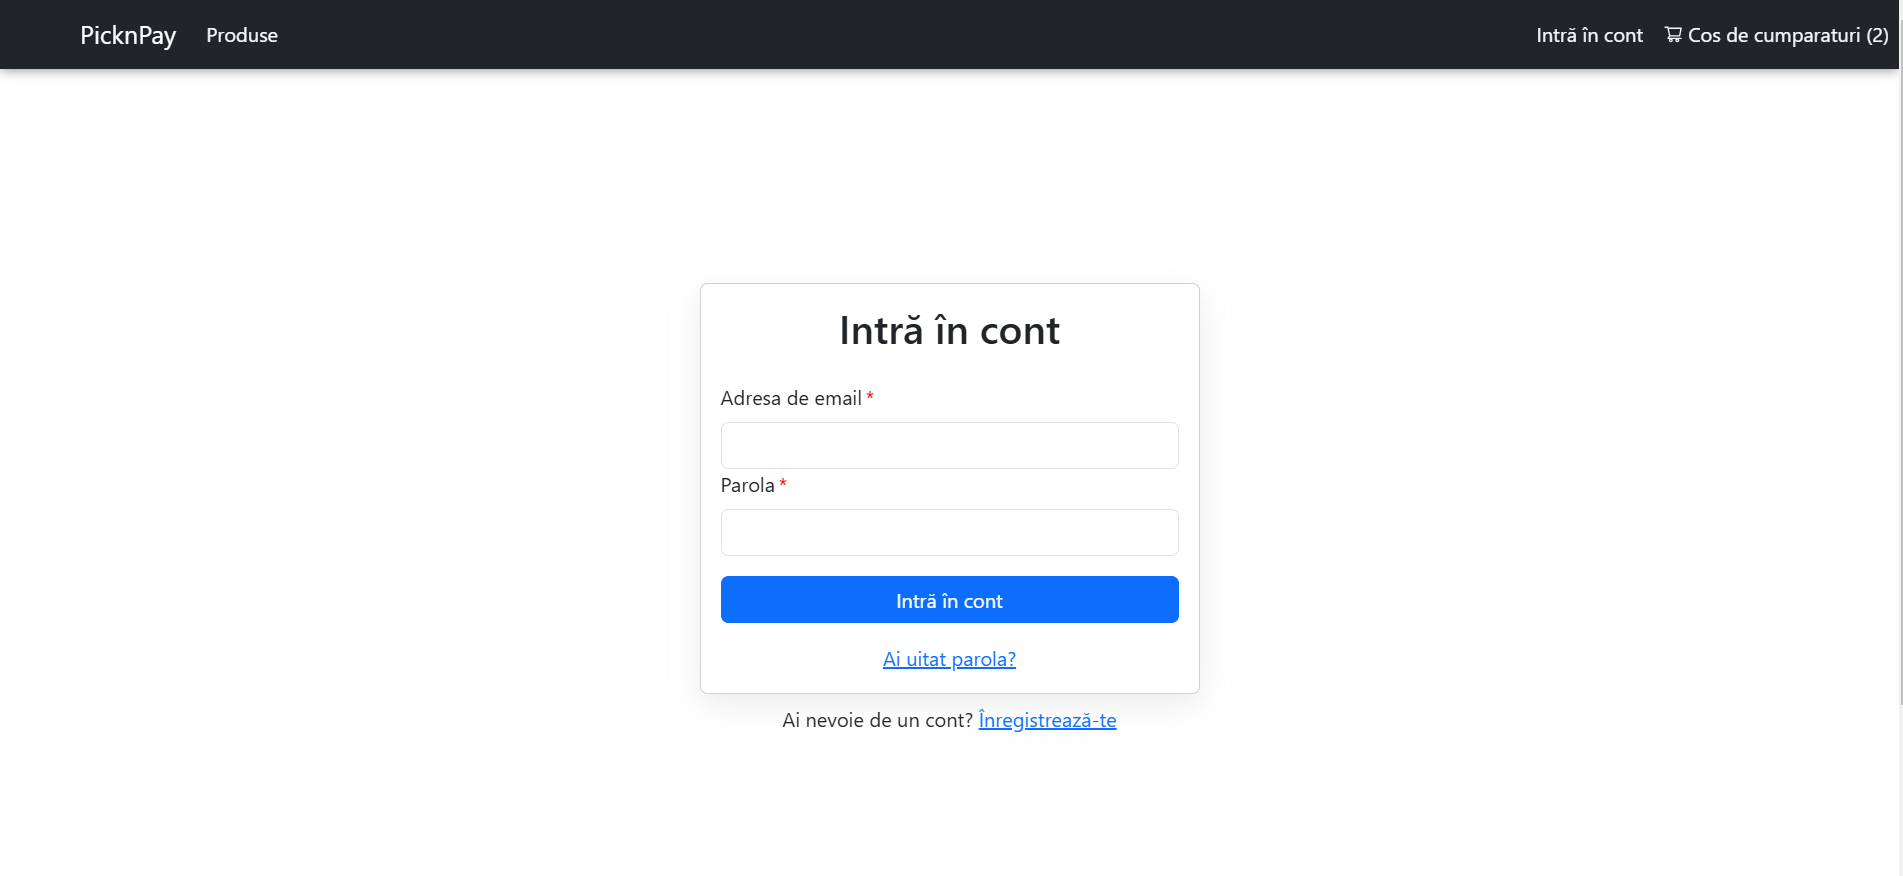 PicknPay Produse Intră în cont Cos de cumparaturi (2)
Intră în cont
Adresa de email *
Parola *
Intră în cont
Ai uitat parola?
Ai nevoie de un cont? Înregistrează-te